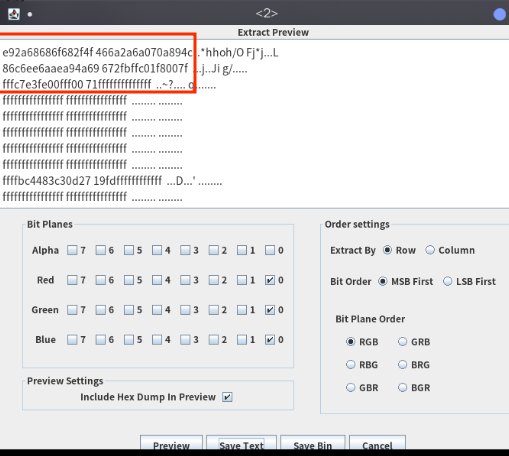 <2>
Extract Preview
e92a68686f682f4f 466a2a6a070a894c ..*hhoh/O Fj*j...L
86c6ee6aaea94a69 672fbffc01f8007f ...j..Ji g/.....
fffc7e3fe00fff00 71ffffffffffffff ..~?.... q.......
ffffffffffffffff ffffffffffffffff ........ ........
ffffffffffffffff ffffffffffffffff ........ ........
ffffffffffffffff ffffffffffffffff ........ ........
ffffffffffffffff ffffffffffffffff ........ ........
ffffffffffffffff ffffffffffffffff ........ ........
ffffbc4483c30d27 19fdffffffffffff ...D...' ........
ffffffffffffffff ffffffffffffffff ........ ........
Bit Planes
Alpha 7 6 5 4 3 2 1 0
Red 7 6 5 4 3 2 1 0
Green 7 6 5 4 3 2 1 0
Blue 7 6 5 4 3 2 1 0
Preview Settings
Include Hex Dump In Preview
Order settings
Extract By Row Column
Bit Order MSB First LSB First
Bit Plane Order
RGB GRB
RBG BRG
GBR BGR
Preview Save Text Save Bin Cancel